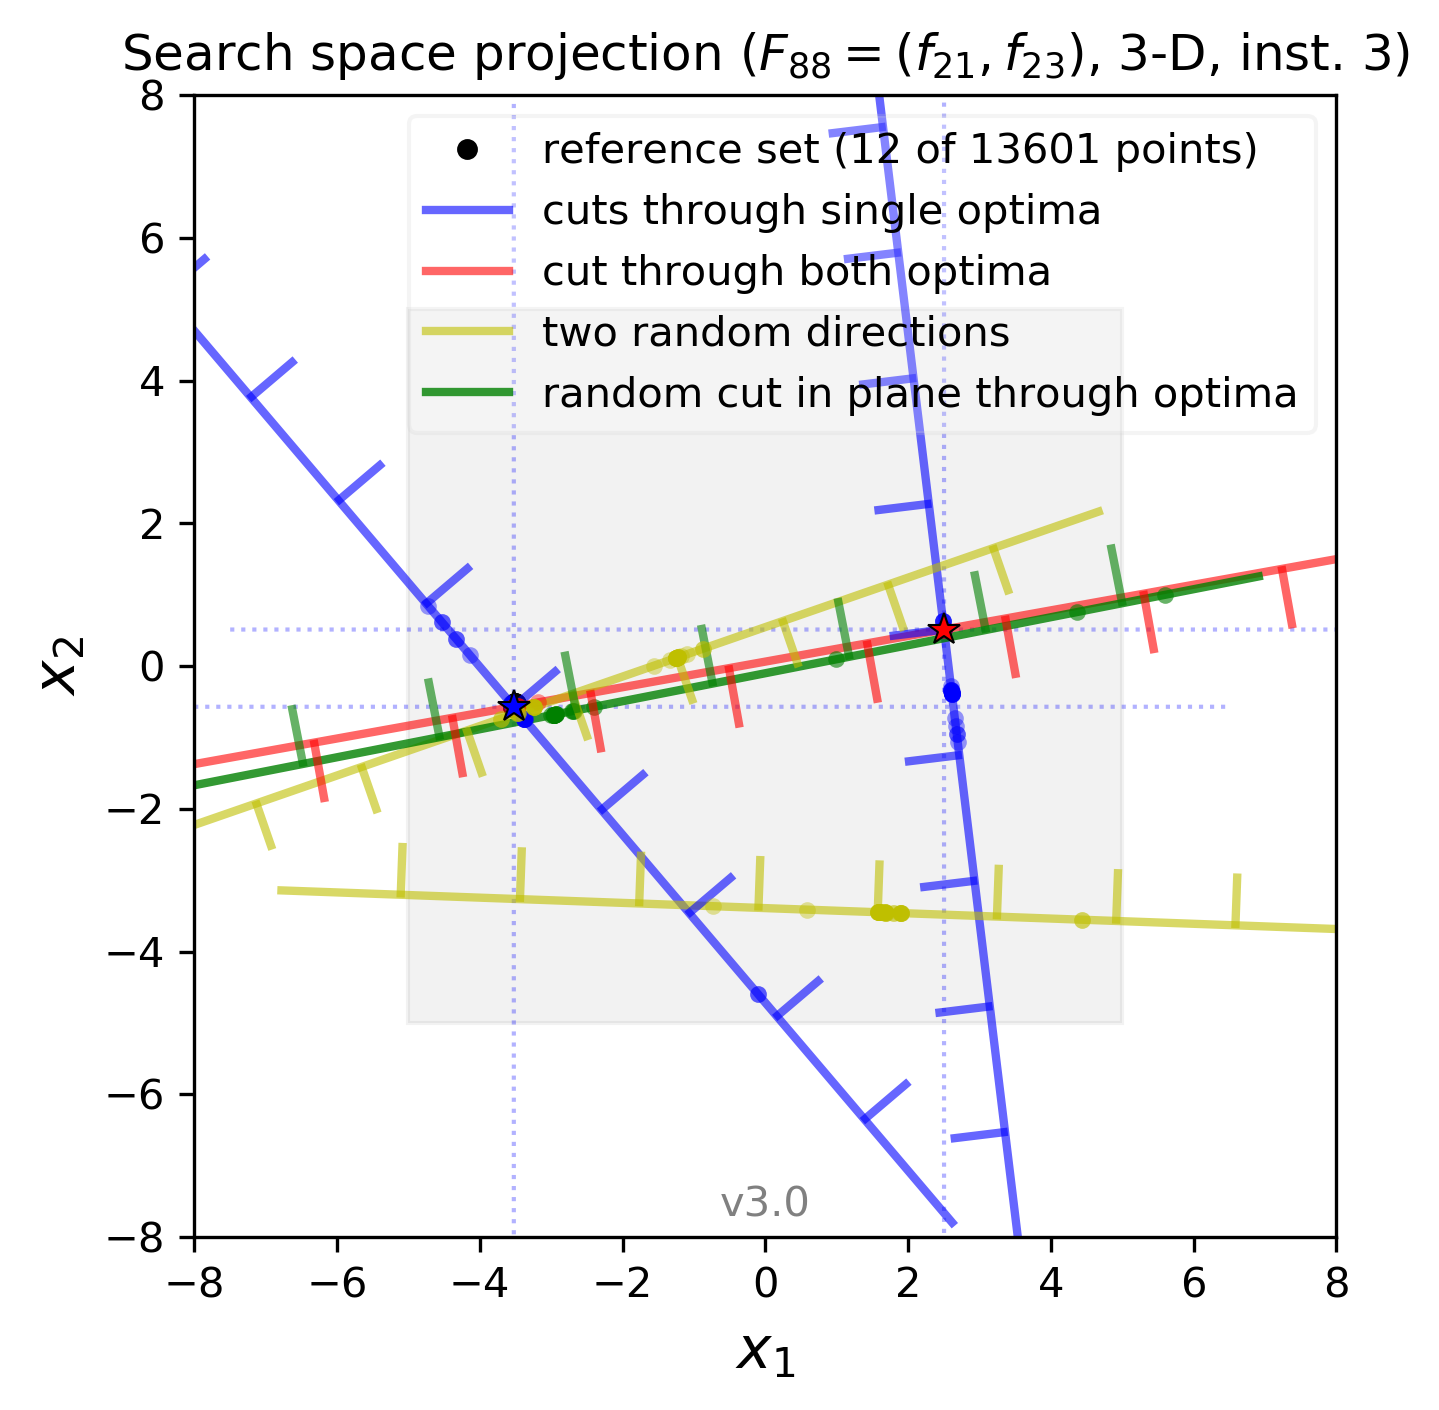 Search space projection (F88 = (f21, f23), 3-D, inst. 3)
reference set (12 of 13601 points)
cuts through single optima
cut through both optima
two random directions
random cut in plane through optima
8
6
4
2
0
−2
−4
−6
−8
x2
v3.0
−8 −6 −4 −2 0 2 4 6 8
x1